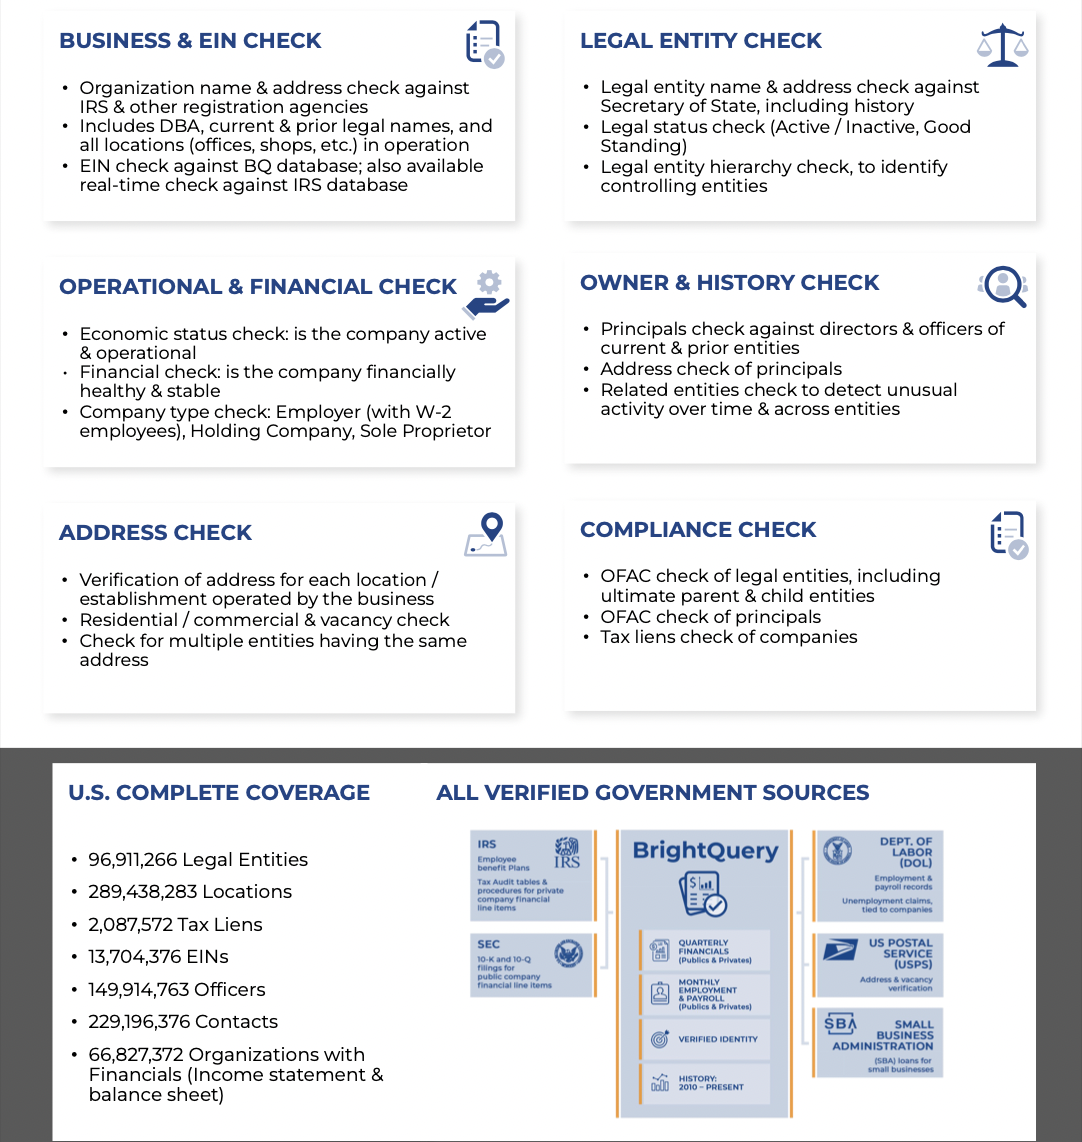 BUSINESS & EIN CHECK
• Organization name & address check against
IRS & other registration agencies
• Includes DBA, current & prior legal names, and
all locations (offices, shops, etc.) in operation
• EIN check against BQ database; also available
real-time check against IRS database
LEGAL ENTITY CHECK
• Legal entity name & address check against
Secretary of State, including history
• Legal status check (Active / Inactive, Good
Standing)
• Legal entity hierarchy check, to identify
controlling entities
OPERATIONAL & FINANCIAL CHECK
• Economic status check: is the company active
& operational
• Financial check: is the company financially
healthy & stable
• Company type check: Employer (with W-2
employees), Holding Company, Sole Proprietor
OWNER & HISTORY CHECK
• Principals check against directors & officers of
current & prior entities
• Address check of principals
• Related entities check to detect unusual
activity over time & across entities
ADDRESS CHECK
• Verification of address for each location /
establishment operated by the business
• Residential / commercial & vacancy check
• Check for multiple entities having the same
address
COMPLIANCE CHECK
• OFAC check of legal entities, including
ultimate parent & child entities
• OFAC check of principals
• Tax liens check of companies
U.S. COMPLETE COVERAGE
• 96,911,266 Legal Entities
• 289,438,283 Locations
• 2,087,572 Tax Liens
• 13,704,376 EINs
• 149,914,763 Officers
• 229,196,376 Contacts
• 66,827,372 Organizations with
Financials (Income statement &
balance sheet)
ALL VERIFIED GOVERNMENT SOURCES
IRS
Employee
benefit Plans
Tax Audit tables &
procedures for private
company financial
line items
IRS
SEC
10-K and 10-Q
filings for
public company
financial line items
BrightQuery
QUARTERLY
FINANCIALS
(Publics & Privates)
MONTHLY
EMPLOYMENT
& PAYROLL
(Publics & Privates)
VERIFIED IDENTITY
HISTORY:
2010 – PRESENT
DEPT. OF
LABOR
(DOL)
Employment &
payroll records
Unemployment claims,
tied to companies
US POSTAL
SERVICE
(USPS)
Address & vacancy
verification
SBA
SMALL
BUSINESS
ADMINISTRATION
(SBA) loans for
small businesses